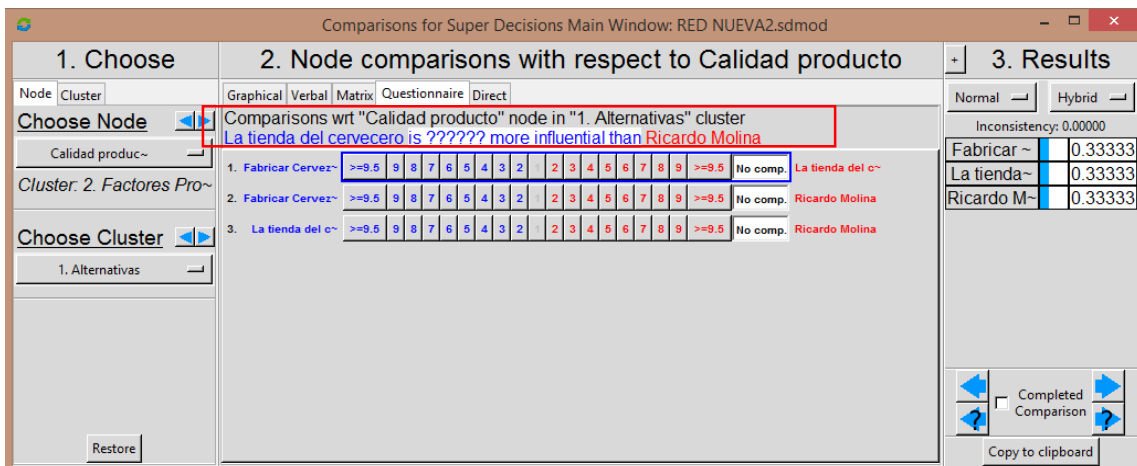 Comparisons for Super Decisions Main Window: RED NUEVA2.sdmod
1. Choose
Node Cluster
Choose Node
Calidad produc~
Cluster: 2. Factores Pro~
Choose Cluster
1. Alternativas
Restore
2. Node comparisons with respect to Calidad producto
Graphical Verbal Matrix Questionnaire Direct
Comparisons wrt "Calidad producto" node in "1. Alternativas" cluster
La tienda del cervecero is ?????? more influential than Ricardo Molina
1. Fabricar Cervez~ >=9.5 9 8 7 6 5 4 3 2 1 2 3 4 5 6 7 8 9 >=9.5 No comp. La tienda del c~
2. Fabricar Cervez~ >=9.5 9 8 7 6 5 4 3 2 1 2 3 4 5 6 7 8 9 >=9.5 No comp. Ricardo Molina
3. La tienda del c~ >=9.5 9 8 7 6 5 4 3 2 1 2 3 4 5 6 7 8 9 >=9.5 No comp. Ricardo Molina
+ 3. Results
Normal Hybrid
Inconsistency: 0.00000
Fabricar ~ 0.33333
La tienda~ 0.33333
Ricardo M~ 0.33333
Completed
Comparison
? ?
Copy to clipboard